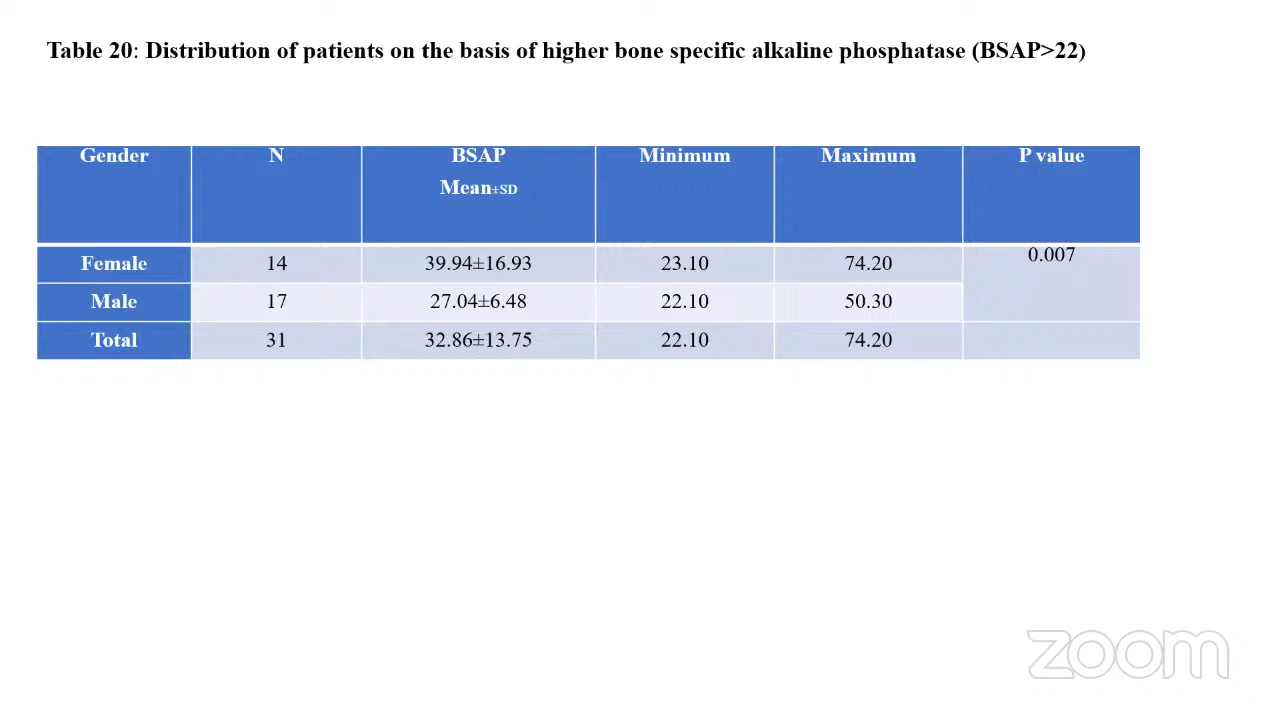 Table 20: Distribution of patients on the basis of higher bone specific alkaline phosphatase (BSAP>22)
Gender N BSAP Mean±SD Minimum Maximum P value
Female 14 39.94±16.93 23.10 74.20 0.007
Male 17 27.04±6.48 22.10 50.30
Total 31 32.86±13.75 22.10 74.20
zoom